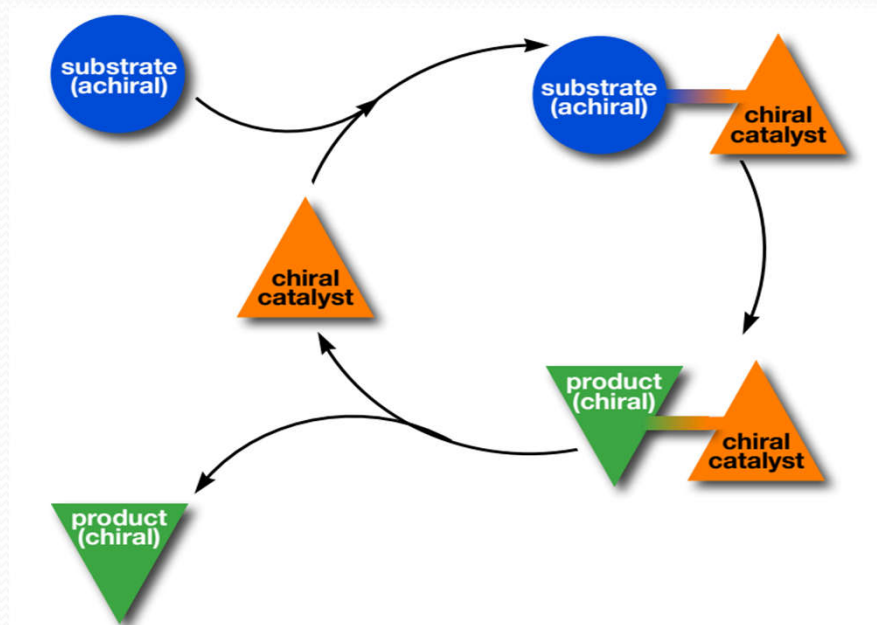 substrate
(achiral)
substrate
(achiral)
chiral
catalyst
chiral
catalyst
product
(chiral)
chiral
catalyst
product
(chiral)